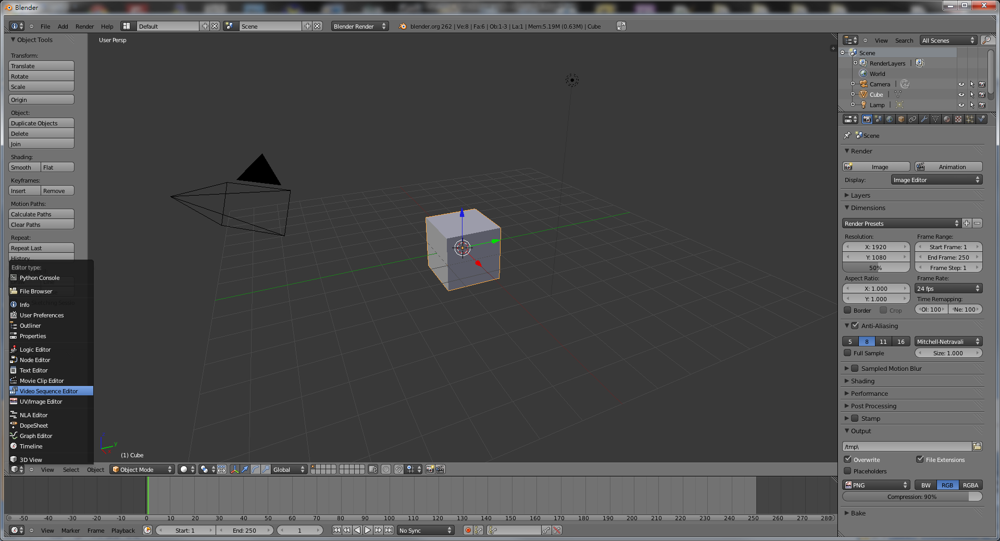 Blender
File Add Render Help Default Scene Blender Render blender.org 262 | Ve:8 | Fa:6 | Ob:1-3 | La:1 | Mem:5.19M (0.63M) | Cube
Object Tools
Transform:
Translate
Rotate
Scale
Origin
Object:
Duplicate Objects
Delete
Join
Shading:
Smooth Flat
Keyframes:
Insert Remove
Motion Paths:
Calculate Paths
Clear Paths
Repeat:
Repeat Last
History
Editor type:
Python Console
File Browser
Info
User Preferences
Outliner
Properties
Logic Editor
Node Editor
Text Editor
Movie Clip Editor
Video Sequence Editor
UV/Image Editor
NLA Editor
DopeSheet
Graph Editor
Timeline
3D View
User Persp
y
(1) Cube
View Select Object Object Mode Global
-50 -40 -30 -20 -10 0 10 20 30 40 50 60 70 80 90 100 110 120 130 140 150 160 170 180 190 200 210 220 230 240 250 260 270 280
View Marker Frame Playback Start: 1 End: 250 1 No Sync
View Search All Scenes
Scene
RenderLayers |
World
Camera |
Cube |
Lamp |
Scene
Render
Image Animation
Display: Image Editor
Layers
Dimensions
Render Presets
Resolution: Frame Range:
X: 1920 Start Frame: 1
Y: 1080 End Frame: 250
50% Frame Step: 1
Aspect Ratio: Frame Rate:
X: 1.000 24 fps
Y: 1.000 Time Remapping:
Border Crop Ol: 100 Ne: 100
Anti-Aliasing
5 8 11 16 Mitchell-Netravali
Full Sample Size: 1.000
Sampled Motion Blur
Shading
Performance
Post Processing
Stamp
Output
/tmp\
Overwrite File Extensions
Placeholders
PNG BW RGB RGBA
Compression: 90%
Bake